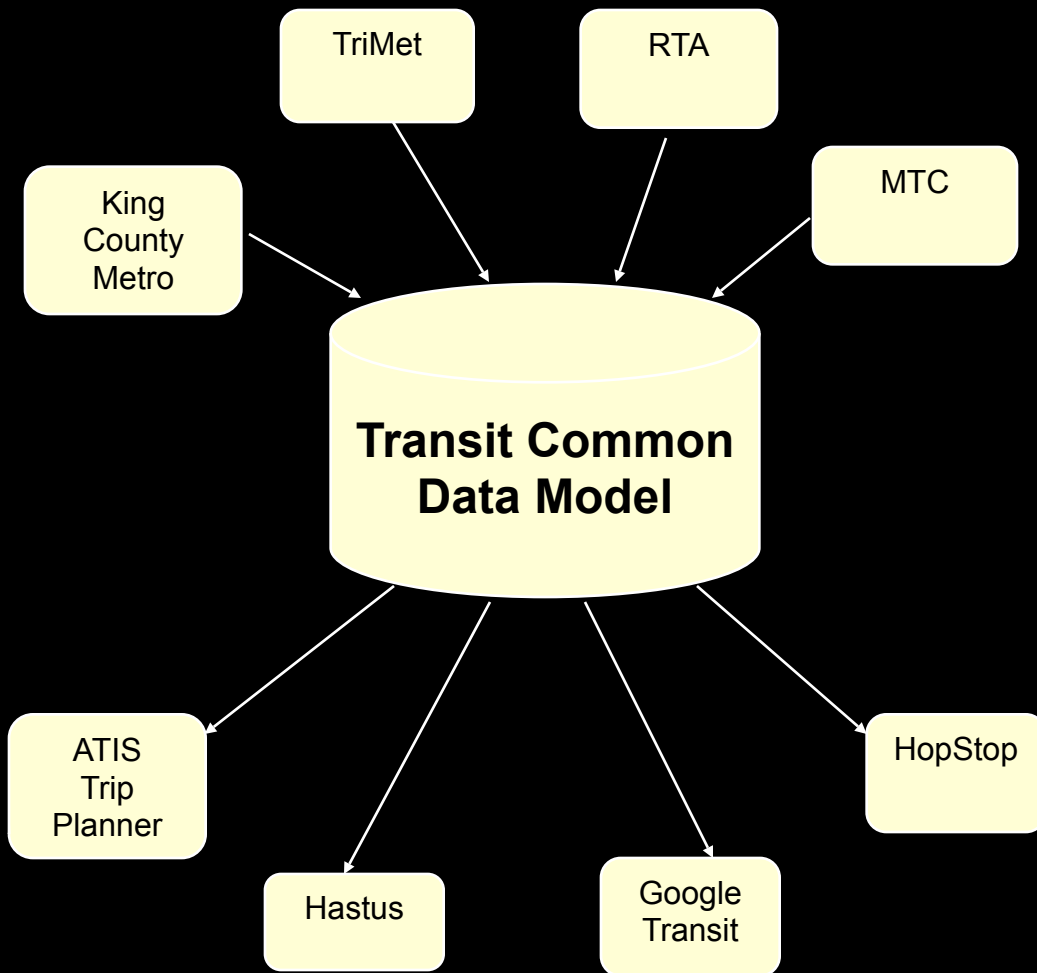 TriMet
RTA
MTC
King
County
Metro
Transit Common
Data Model
ATIS
Trip
Planner
HopStop
Hastus
Google
Transit